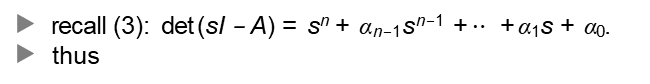 ▶ recall (3): det(sI − A) = sⁿ + αₙ₋₁sⁿ⁻¹ + ·· + α₁s + α₀.
▶ thus